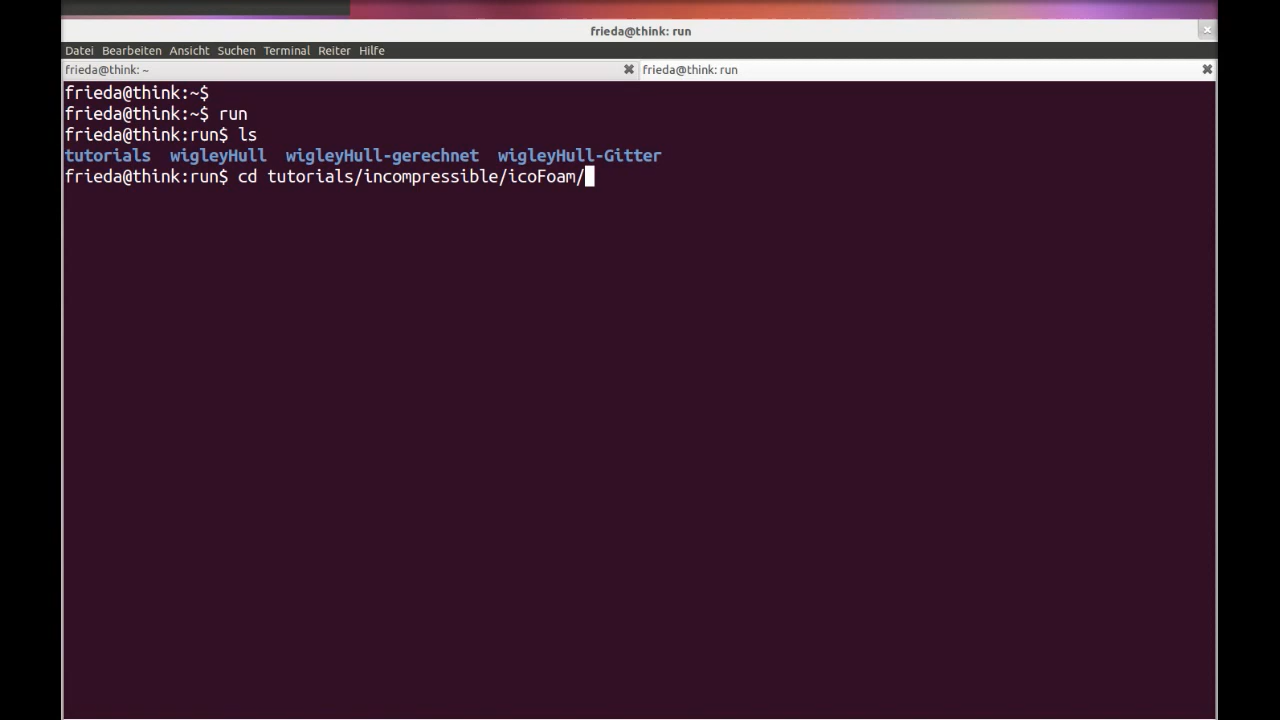 frieda@think: run
Datei Bearbeiten Ansicht Suchen Terminal Reiter Hilfe
frieda@think: ~ frieda@think: run
frieda@think:~$
frieda@think:~$ run
frieda@think:run$ ls
tutorials wigleyHull wigleyHull-gerechnet wigleyHull-Gitter
frieda@think:run$ cd tutorials/incompressible/icoFoam/